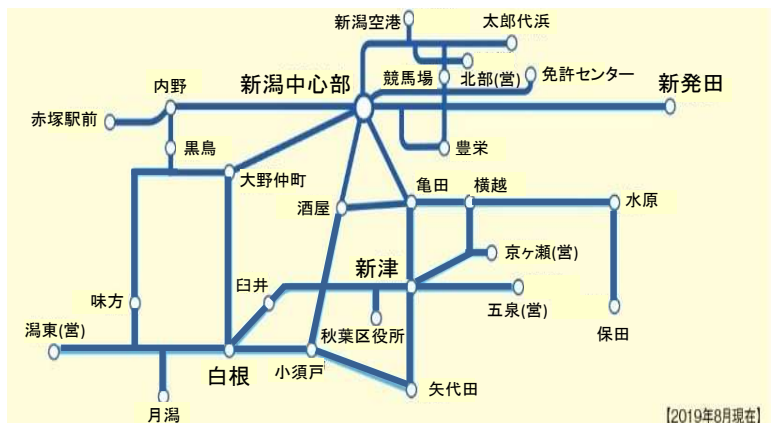 新潟空港
太郎代浜
内野
新潟中心部
競馬場
北部(営)
免許センター
新発田
赤塚駅前
黒鳥
豊栄
大野仲町
酒屋
亀田
横越
水原
京ヶ瀬(営)
新津
臼井
味方
五泉(営)
秋葉区役所
保田
潟東(営)
白根
小須戸
矢代田
月潟
【2019年8月現在】